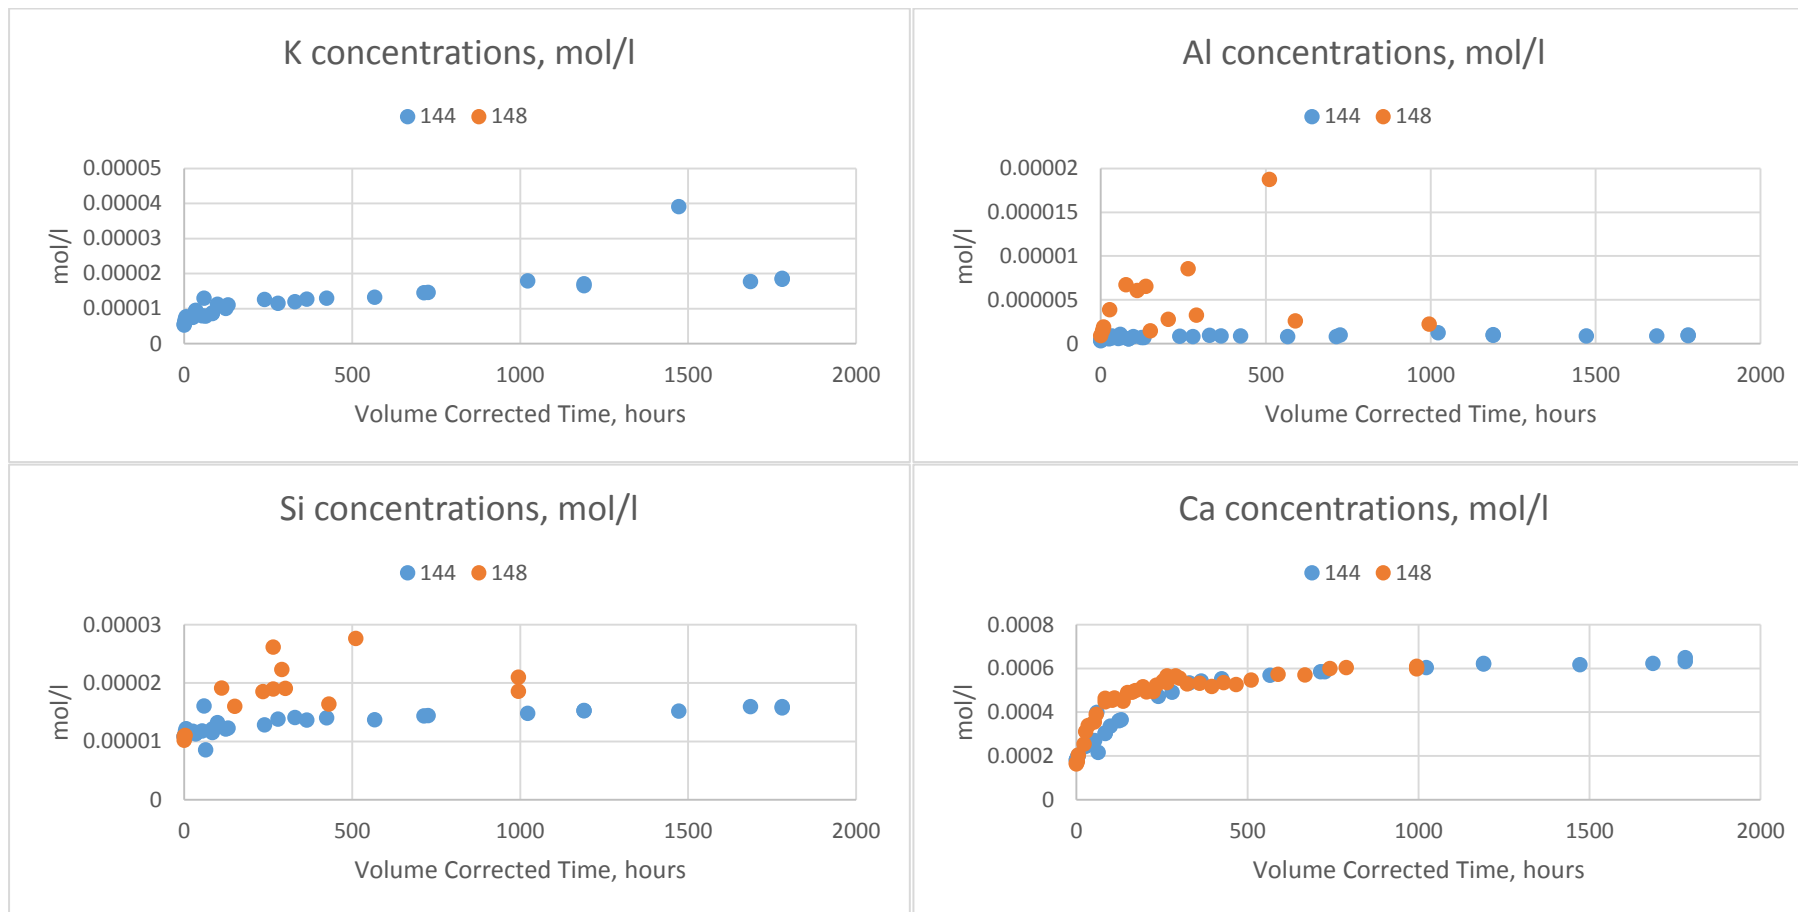 K concentrations, mol/l
144 148
0.00005
0.00004
0.00003
0.00002
0.00001
0
mol/l
0 500 1000 1500 2000
Volume Corrected Time, hours
Al concentrations, mol/l
144 148
0.00002
0.000015
0.00001
0.000005
0
mol/l
0 500 1000 1500 2000
Volume Corrected Time, hours
Si concentrations, mol/l
144 148
0.00003
0.00002
0.00001
0
mol/l
0 500 1000 1500 2000
Volume Corrected Time, hours
Ca concentrations, mol/l
144 148
0.0008
0.0006
0.0004
0.0002
0
mol/l
0 500 1000 1500 2000
Volume Corrected Time, hours